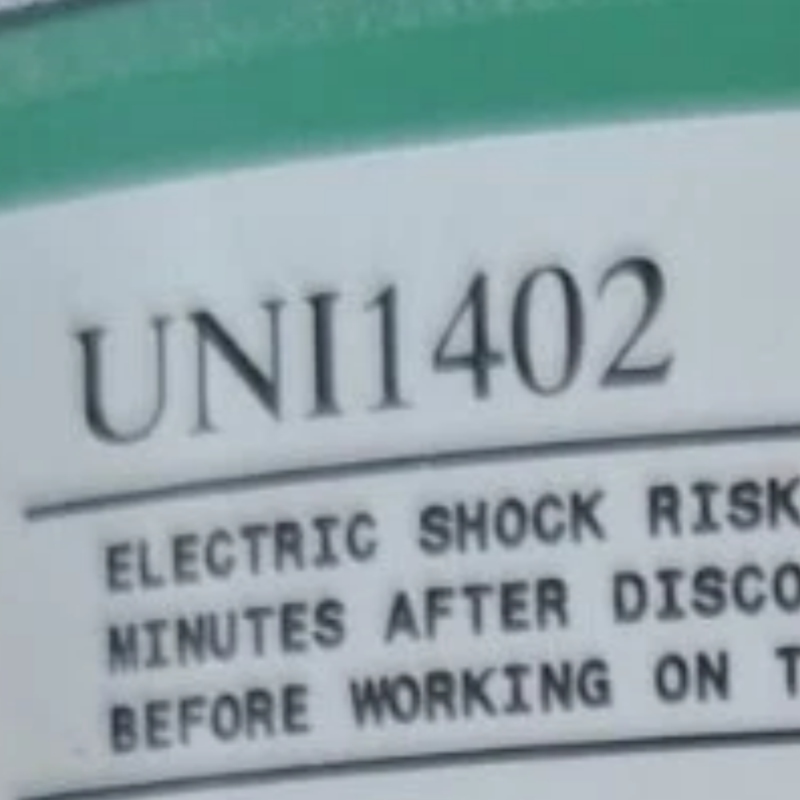 UNI1402
ELECTRIC SHOCK RISK
MINUTES AFTER DISCO
BEFORE WORKING ON T